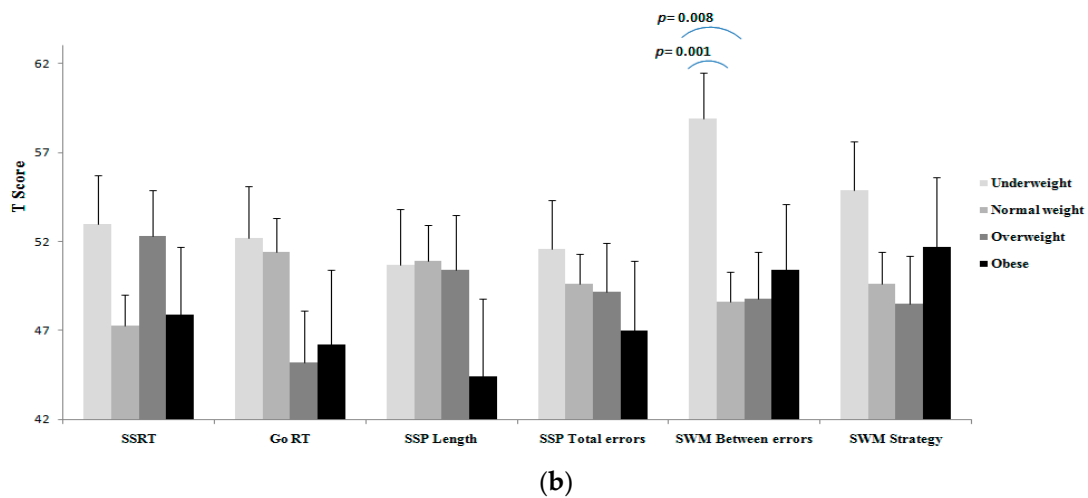 p= 0.008
p= 0.001
62
57
52
47
42
T Score
Underweight
Normal weight
Overweight
Obese
SSRT Go RT SSP Length SSP Total errors SWM Between errors SWM Strategy
(b)